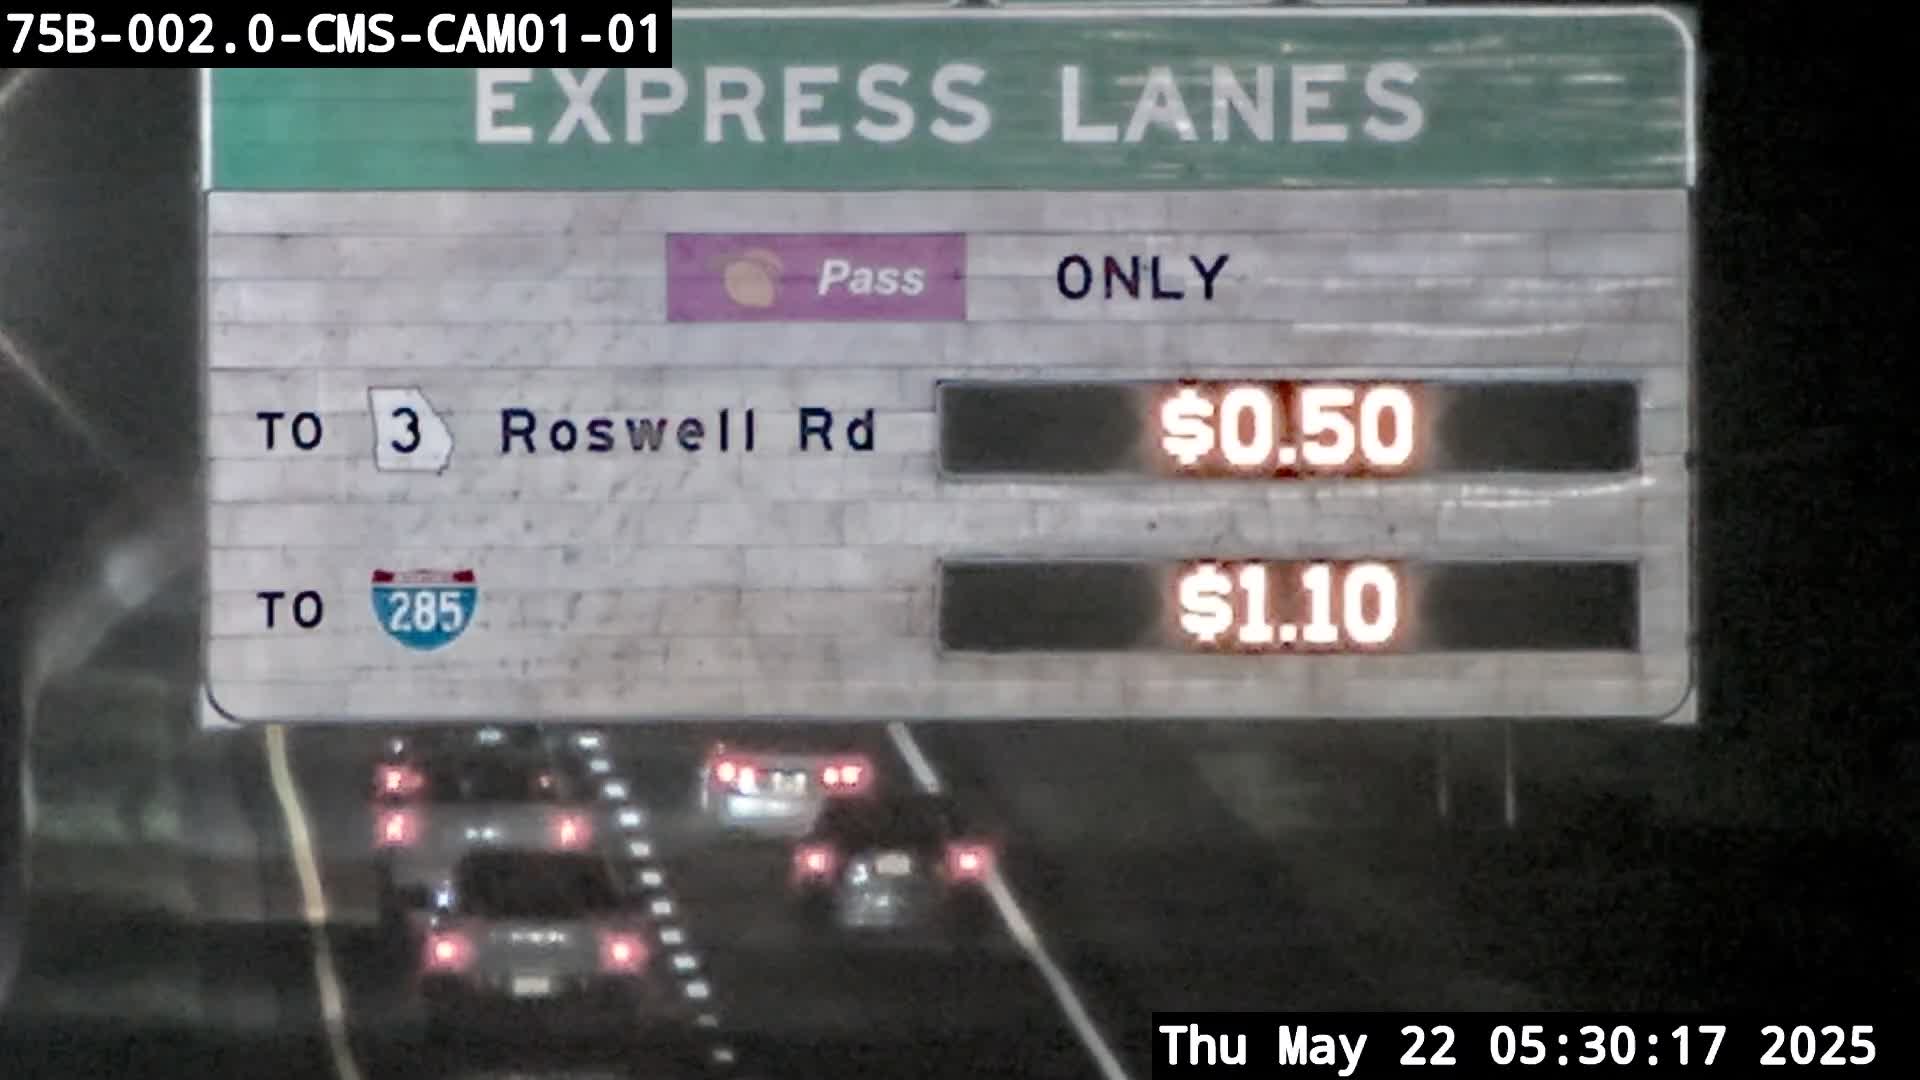 75B-002.0-CMS-CAM01-01
EXPRESS LANES
Pass ONLY
TO 3 Roswell Rd $0.50
TO 285 $1.10
Thu May 22 05:30:17 2025